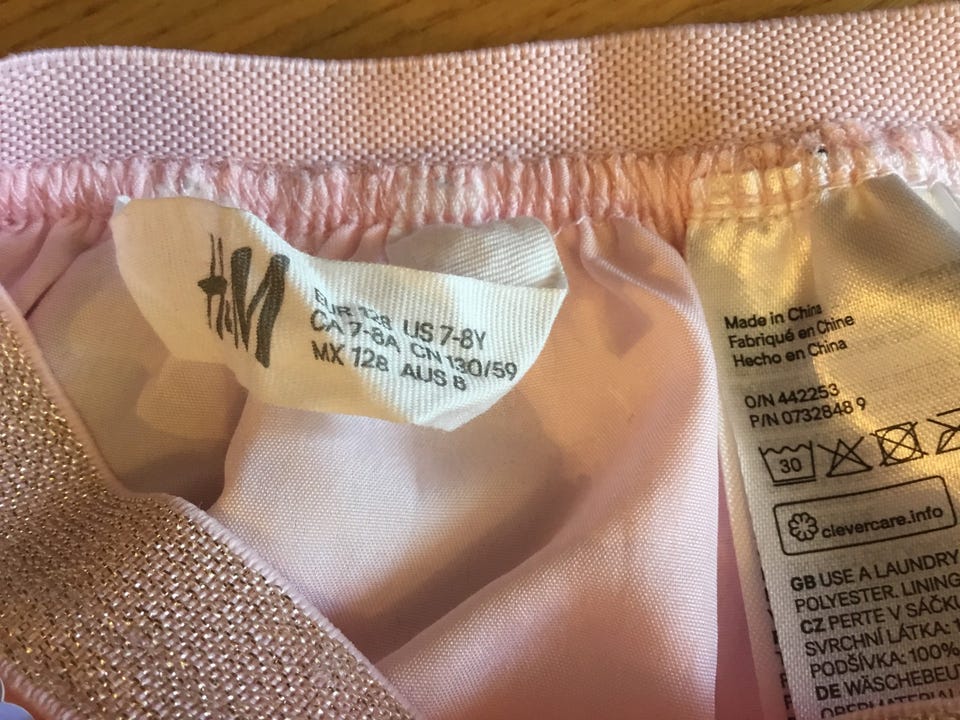 H&M
EUR 128 US 7-8Y
CA 7-8A CN 130/59
MX 128 AUS 8
Made in China
Fabriqué en Chine
Hecho en China
O/N 442253
P/N 0732848 9
30
clevercare.info
GB USE A LAUNDRY
POLYESTER. LINING
CZ PERTE V SÁČKU
SVRCHNÍ LÁTKA: 1
PODŠÍVKA: 100%
DE WÄSCHEBEU
OBERMATERIAL